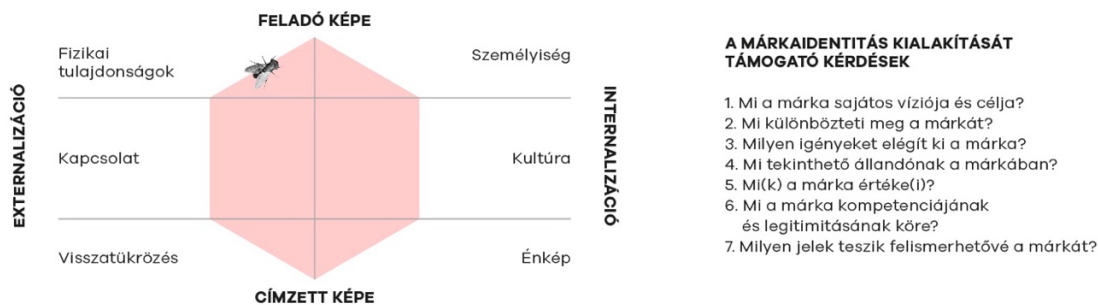 FELADÓ KÉPE
Fizikai
tulajdonságok
Személyiség
EXTERNALIZÁCIÓ
INTERNALIZÁCIÓ
Kapcsolat
Kultúra
Visszatükrözés
Énkép
CÍMZETT KÉPE
A MÁRKAIDENTITÁS KIALAKÍTÁSÁT
TÁMOGATÓ KÉRDÉSEK
1. Mi a márka sajátos víziója és célja?
2. Mi különbözteti meg a márkát?
3. Milyen igényeket elégít ki a márka?
4. Mi tekinthető állandónak a márkában?
5. Mi(k) a márka értéke(i)?
6. Mi a márka kompetenciájának
és legitimitásának köre?
7. Milyen jelek teszik felismerhetővé a márkát?